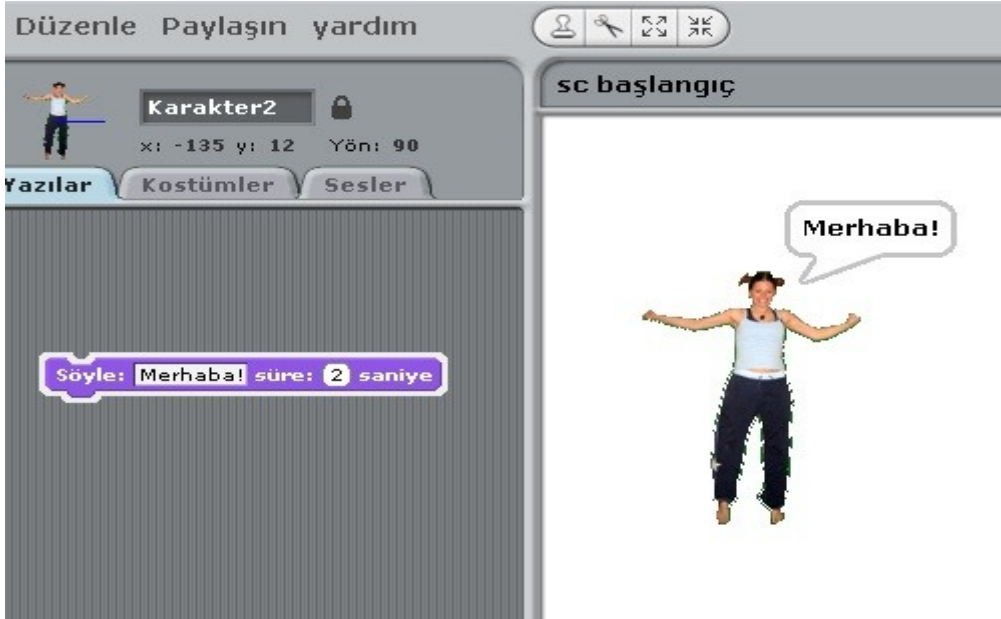 Düzenle Paylaşın yardım
Karakter2
x: -135 y: 12 Yön: 90
Yazılar Kostümler Sesler
Söyle: Merhaba! süre: 2 saniye
sc başlangıç
Merhaba!